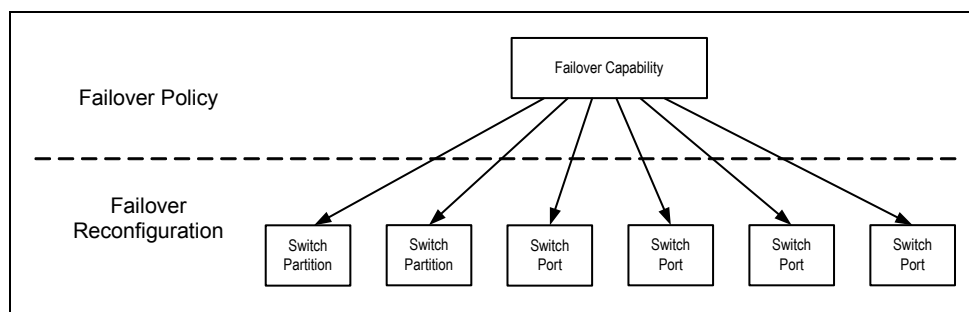 Failover Capability
Failover Policy
Failover
Reconfiguration
Switch
Partition
Switch
Partition
Switch
Port
Switch
Port
Switch
Port
Switch
Port